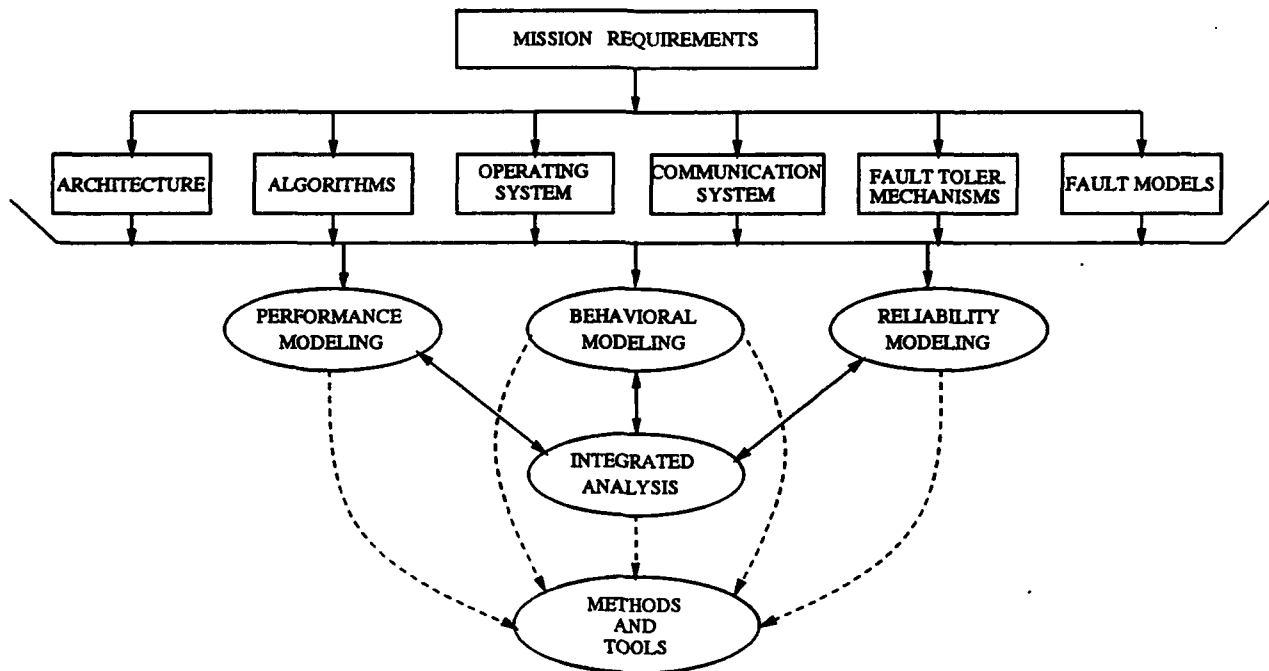 MISSION REQUIREMENTS
ARCHITECTURE
ALGORITHMS
OPERATING
SYSTEM
COMMUNICATION
SYSTEM
FAULT TOLER.
MECHANISMS
FAULT MODELS
PERFORMANCE
MODELING
BEHAVIORAL
MODELING
RELIABILITY
MODELING
INTEGRATED
ANALYSIS
METHODS
AND
TOOLS